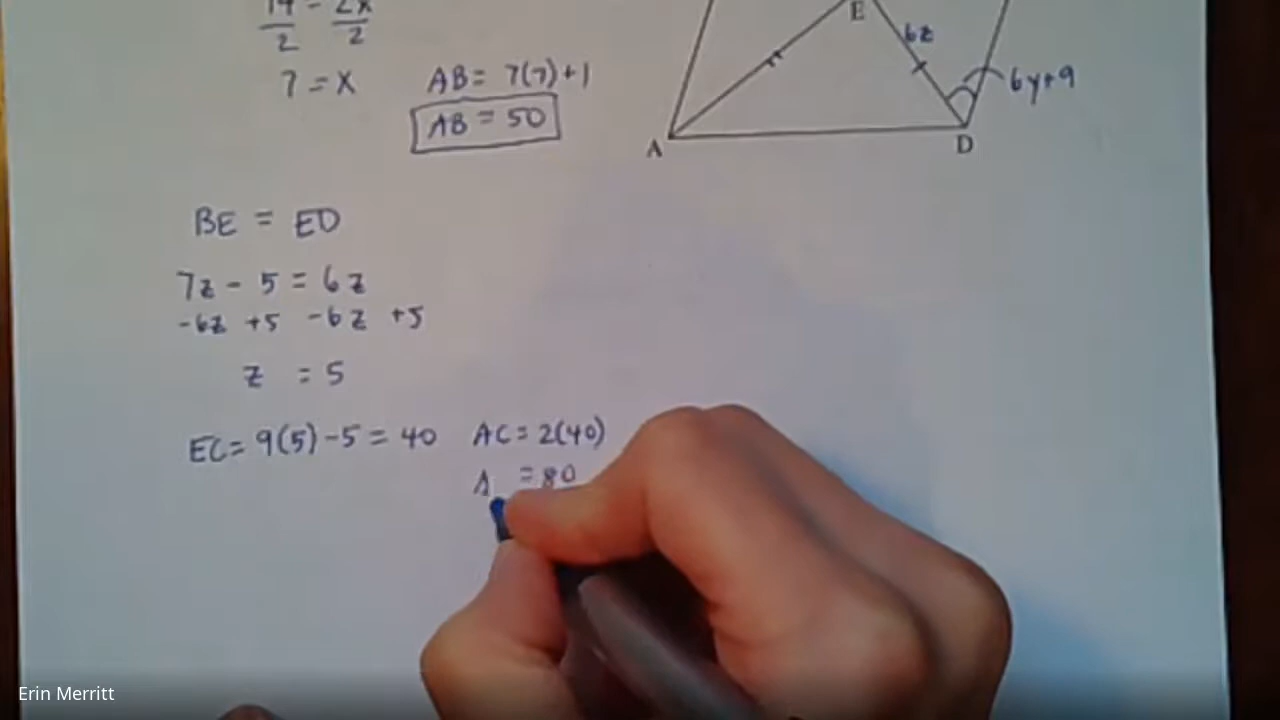 14 = 2x
2 2
7 = x
AB = 7(7)+1
AB = 50
E
6z
6y+9
A
D
BE = ED
7z - 5 = 6z
-6z +5 -6z +5
z = 5
EC = 9(5)-5 = 40
AC = 2(40)
A = 80
Erin Merritt